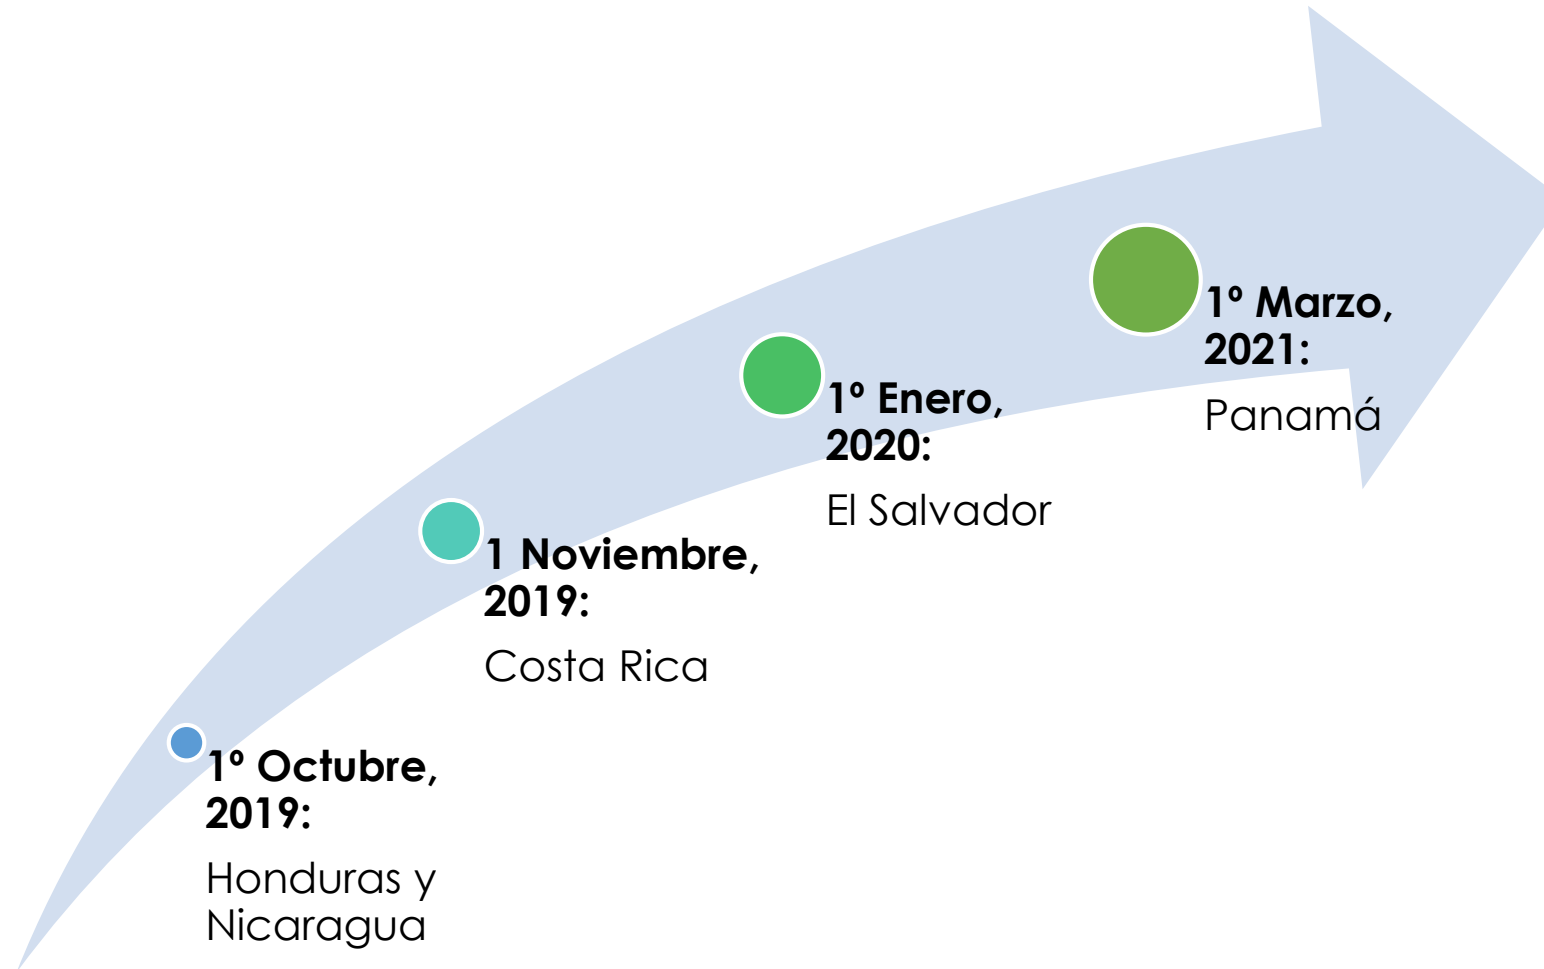 1º Octubre,
2019:
Honduras y
Nicaragua
1 Noviembre,
2019:
Costa Rica
1º Enero,
2020:
El Salvador
1º Marzo,
2021:
Panamá